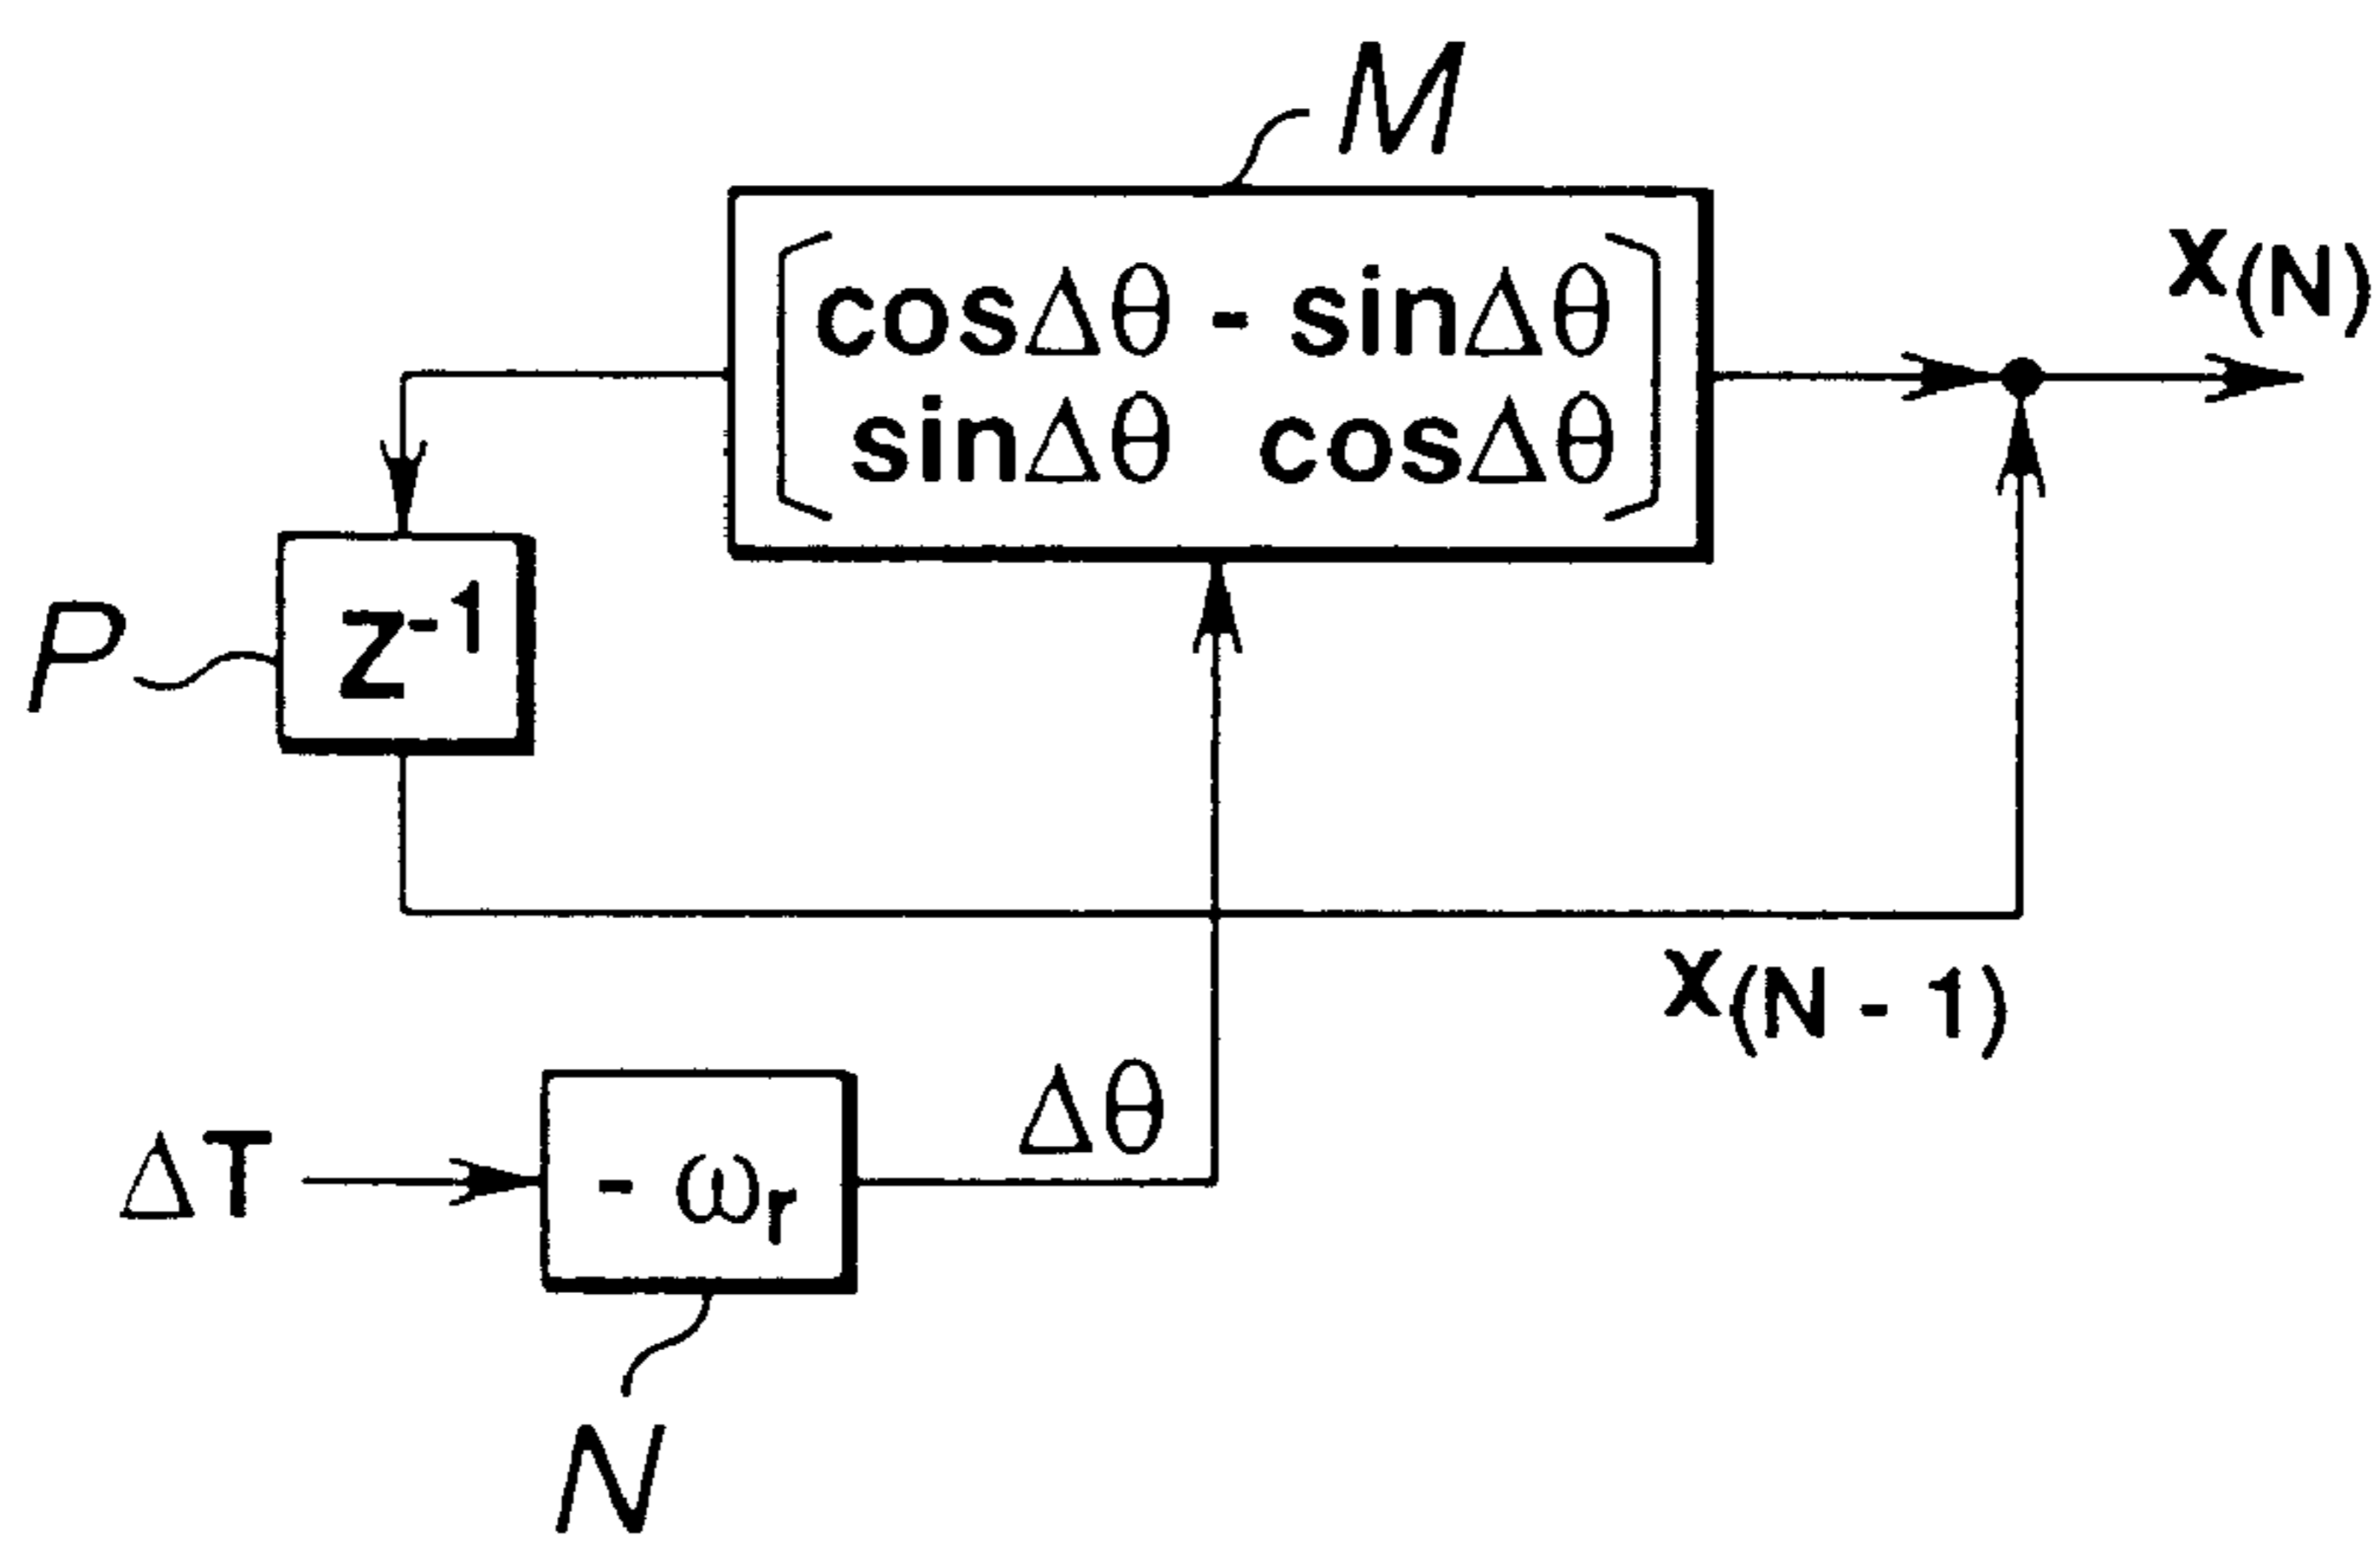 M
cosΔθ - sinΔθ
sinΔθ cosΔθ
x(N)
P
z-1
x(N - 1)
Δθ
ΔT
- ωr
N